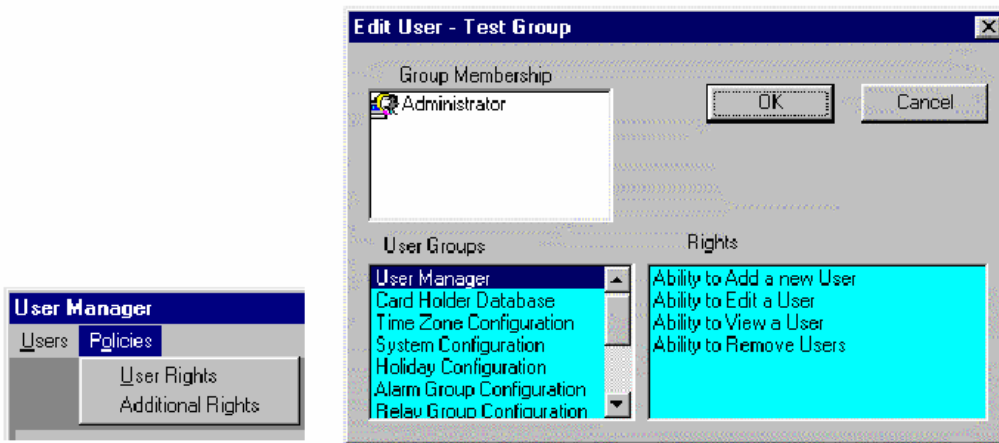 Edit User - Test Group
Group Membership
Administrator
OK
Cancel
User Groups
User Manager
Card Holder Database
Time Zone Configuration
System Configuration
Holiday Configuration
Alarm Group Configuration
Relay Group Configuration
Rights
Ability to Add a new User
Ability to Edit a User
Ability to View a User
Ability to Remove Users
User Manager
Users Policies
User Rights
Additional Rights